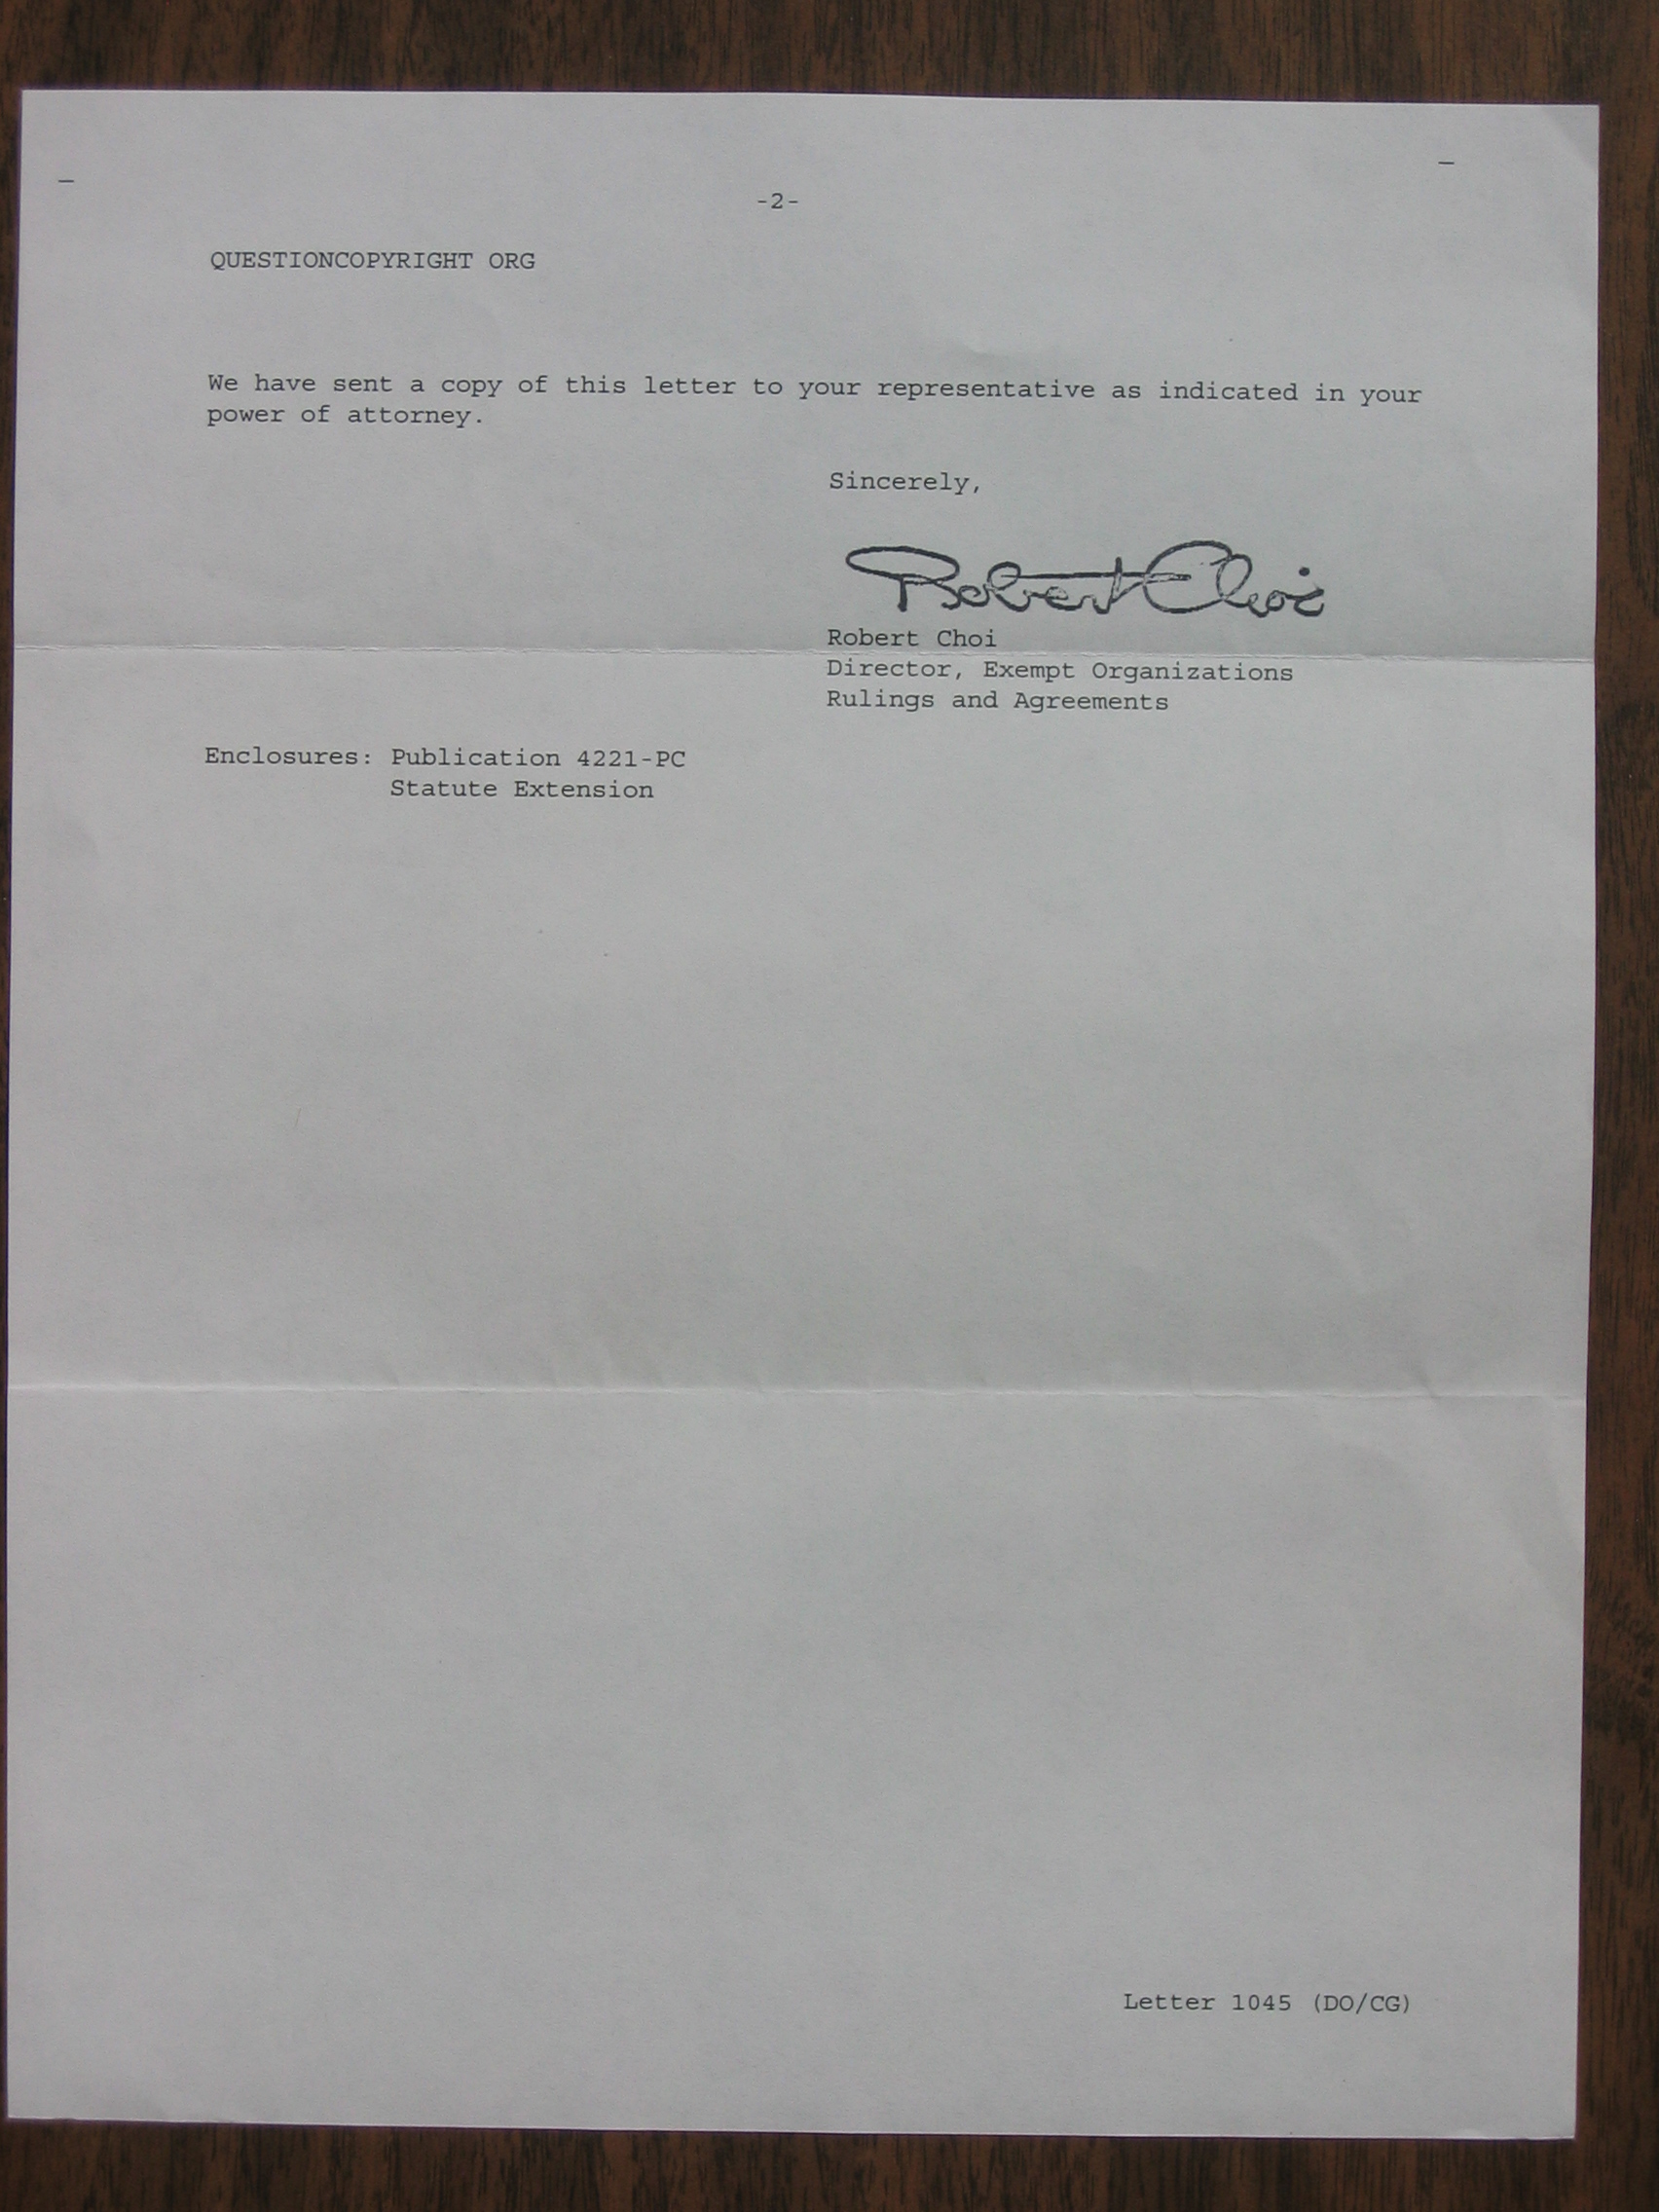 -2-
QUESTIONCOPYRIGHT ORG
We have sent a copy of this letter to your representative as indicated in your
power of attorney.
Sincerely,
Robert Choi
Robert Choi
Director, Exempt Organizations
Rulings and Agreements
Enclosures: Publication 4221-PC
Statute Extension
Letter 1045 (DO/CG)